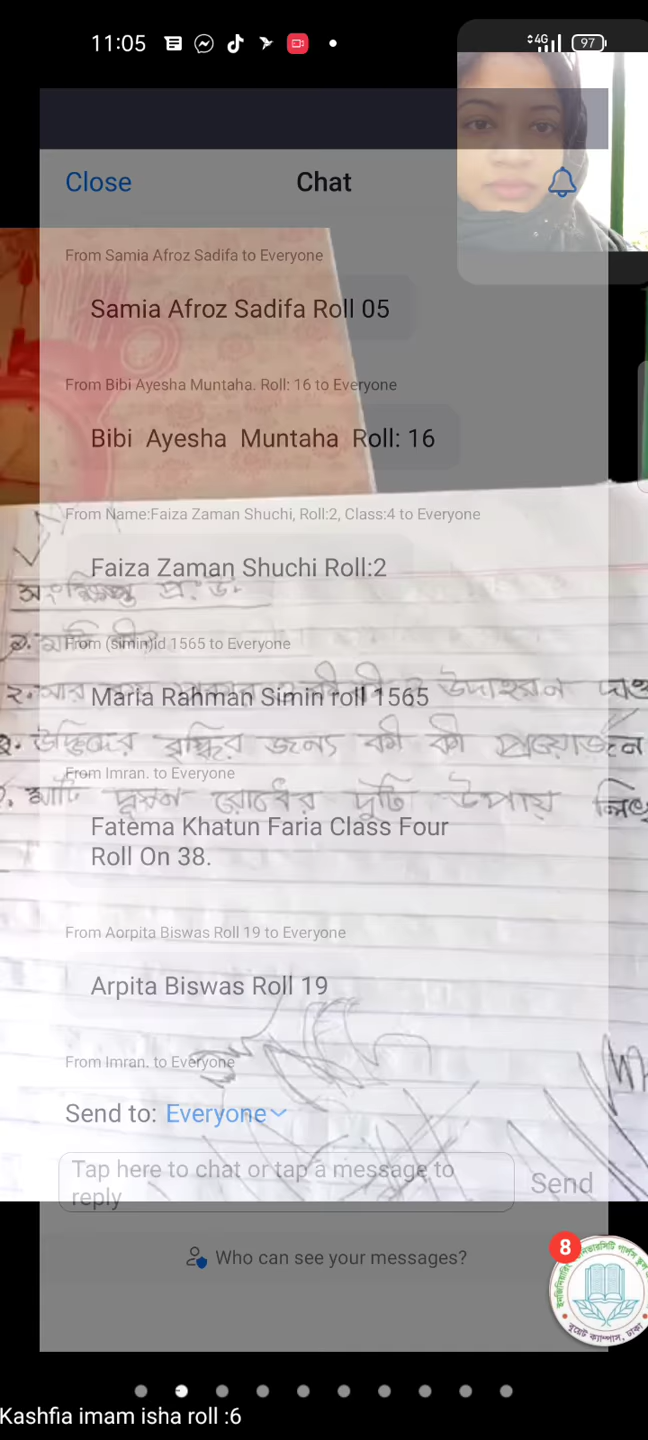 11:05
4G
97
Close
Chat
From Samia Afroz Sadifa to Everyone
Samia Afroz Sadifa Roll 05
From Bibi Ayesha Muntaha. Roll: 16 to Everyone
Bibi Ayesha Muntaha Roll: 16
From Name:Faiza Zaman Shuchi, Roll:2, Class:4 to Everyone
Faiza Zaman Shuchi Roll:2
সংক্ষিপ্ত প্র. উ.
From (simin)id 1565 to Everyone
১. মাটি কী
Maria Rahman Simin roll 1565
২. উদাহরন দাও
উদ্ভিদের বৃদ্ধির জন্য কী কী প্রয়োজন
From Imran. to Everyone
মাটি দূষন রোধের দুটি উপায় লিখ
Fatema Khatun Faria Class Four
Roll On 38.
From Aorpita Biswas Roll 19 to Everyone
Arpita Biswas Roll 19
From Imran. to Everyone
Send to: Everyone
Tap here to chat or tap a message to
reply
Send
8
Who can see your messages?
বুয়েট ক্যাম্পাস, ঢাকা
Kashfia imam isha roll :6